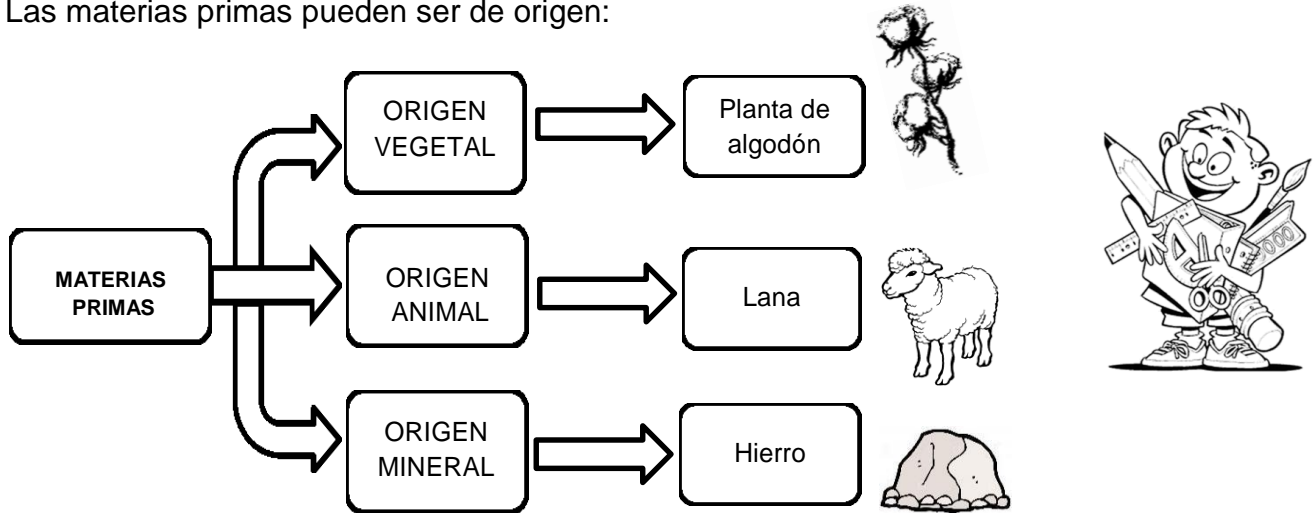 Las materias primas pueden ser de origen:
ORIGEN
VEGETAL
Planta de
algodón
MATERIAS
PRIMAS
ORIGEN
ANIMAL
Lana
ORIGEN
MINERAL
Hierro